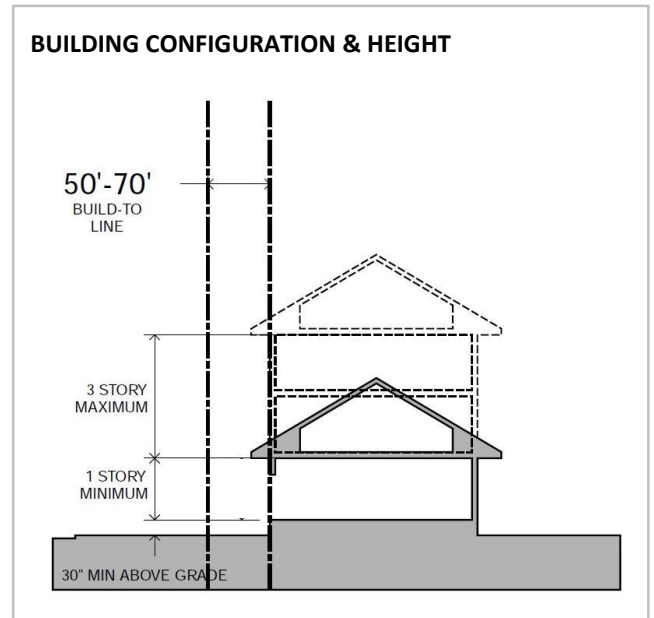 BUILDING CONFIGURATION & HEIGHT
50'-70'
BUILD-TO
LINE
3 STORY
MAXIMUM
1 STORY
MINIMUM
30" MIN ABOVE GRADE